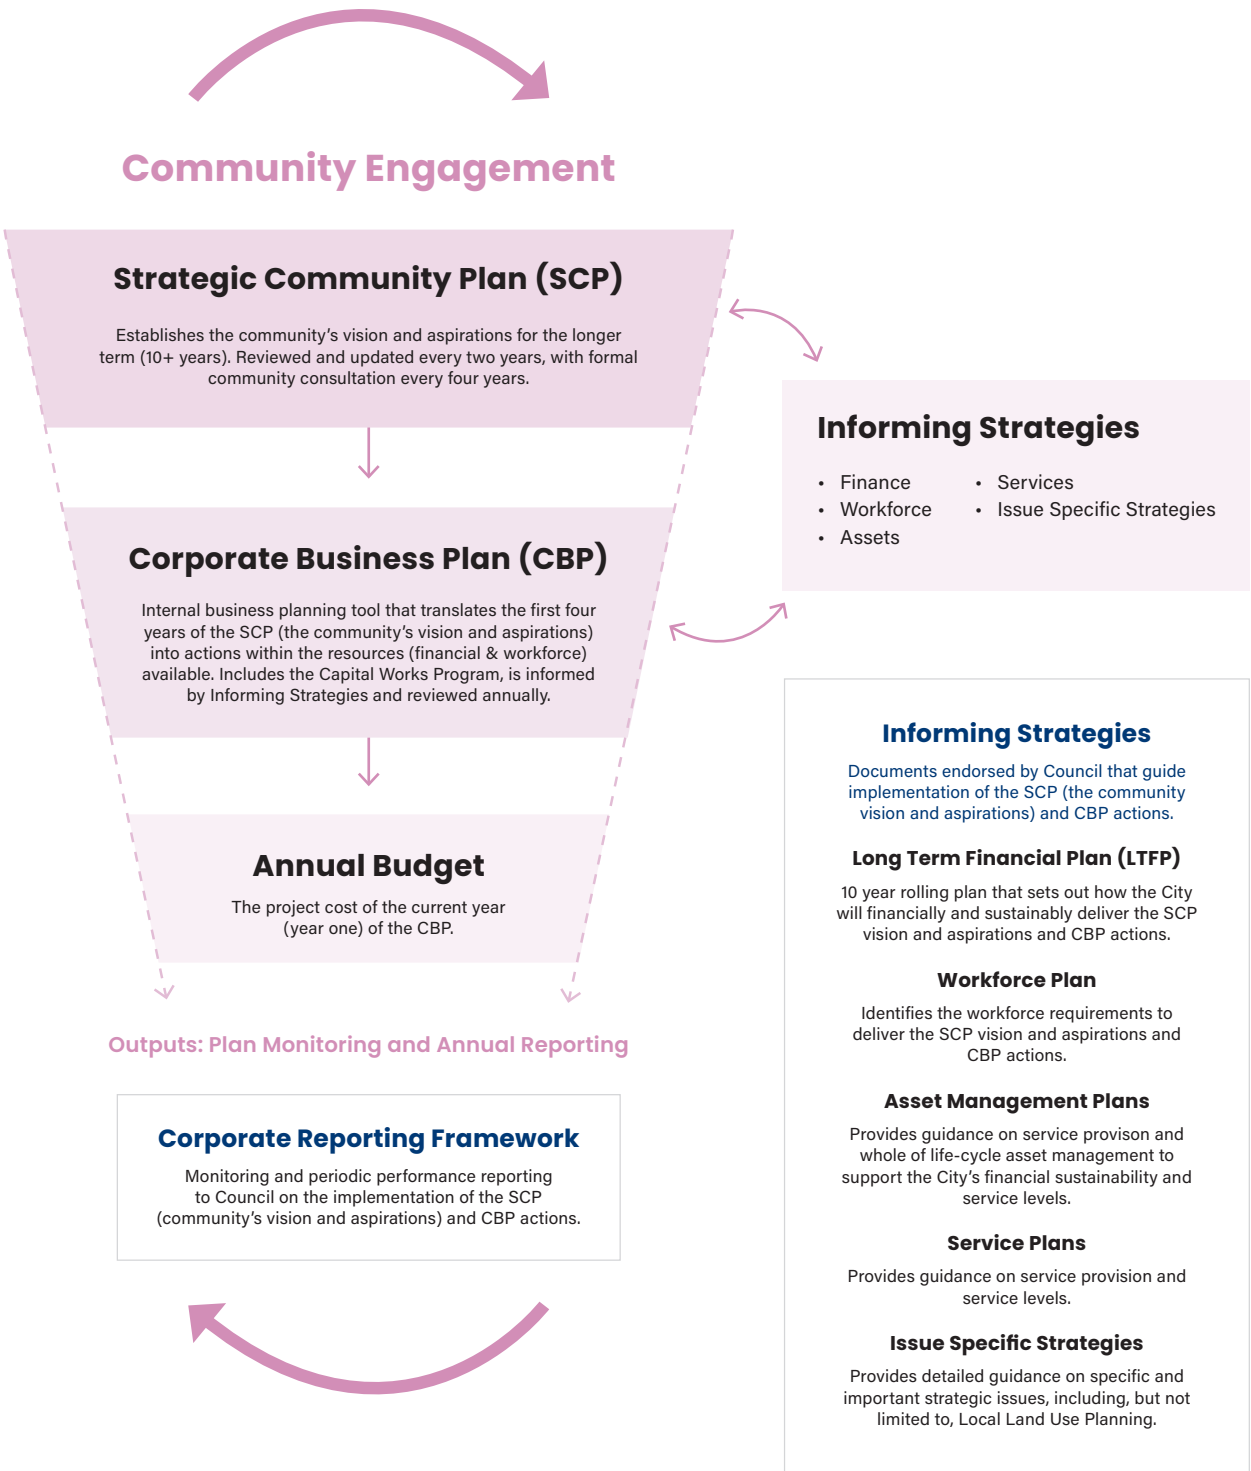 Community Engagement
Strategic Community Plan (SCP)
Establishes the community’s vision and aspirations for the longer
term (10+ years). Reviewed and updated every two years, with formal
community consultation every four years.
Corporate Business Plan (CBP)
Internal business planning tool that translates the first four
years of the SCP (the community’s vision and aspirations)
into actions within the resources (financial & workforce)
available. Includes the Capital Works Program, is informed
by Informing Strategies and reviewed annually.
Annual Budget
The project cost of the current year
(year one) of the CBP.
Outputs: Plan Monitoring and Annual Reporting
Corporate Reporting Framework
Monitoring and periodic performance reporting
to Council on the implementation of the SCP
(community’s vision and aspirations) and CBP actions.
Informing Strategies
• Finance
• Workforce
• Assets
• Services
• Issue Specific Strategies
Informing Strategies
Documents endorsed by Council that guide
implementation of the SCP (the community
vision and aspirations) and CBP actions.
Long Term Financial Plan (LTFP)
10 year rolling plan that sets out how the City
will financially and sustainably deliver the SCP
vision and aspirations and CBP actions.
Workforce Plan
Identifies the workforce requirements to
deliver the SCP vision and aspirations and
CBP actions.
Asset Management Plans
Provides guidance on service provison and
whole of life-cycle asset management to
support the City’s financial sustainability and
service levels.
Service Plans
Provides guidance on service provision and
service levels.
Issue Specific Strategies
Provides detailed guidance on specific and
important strategic issues, including, but not
limited to, Local Land Use Planning.